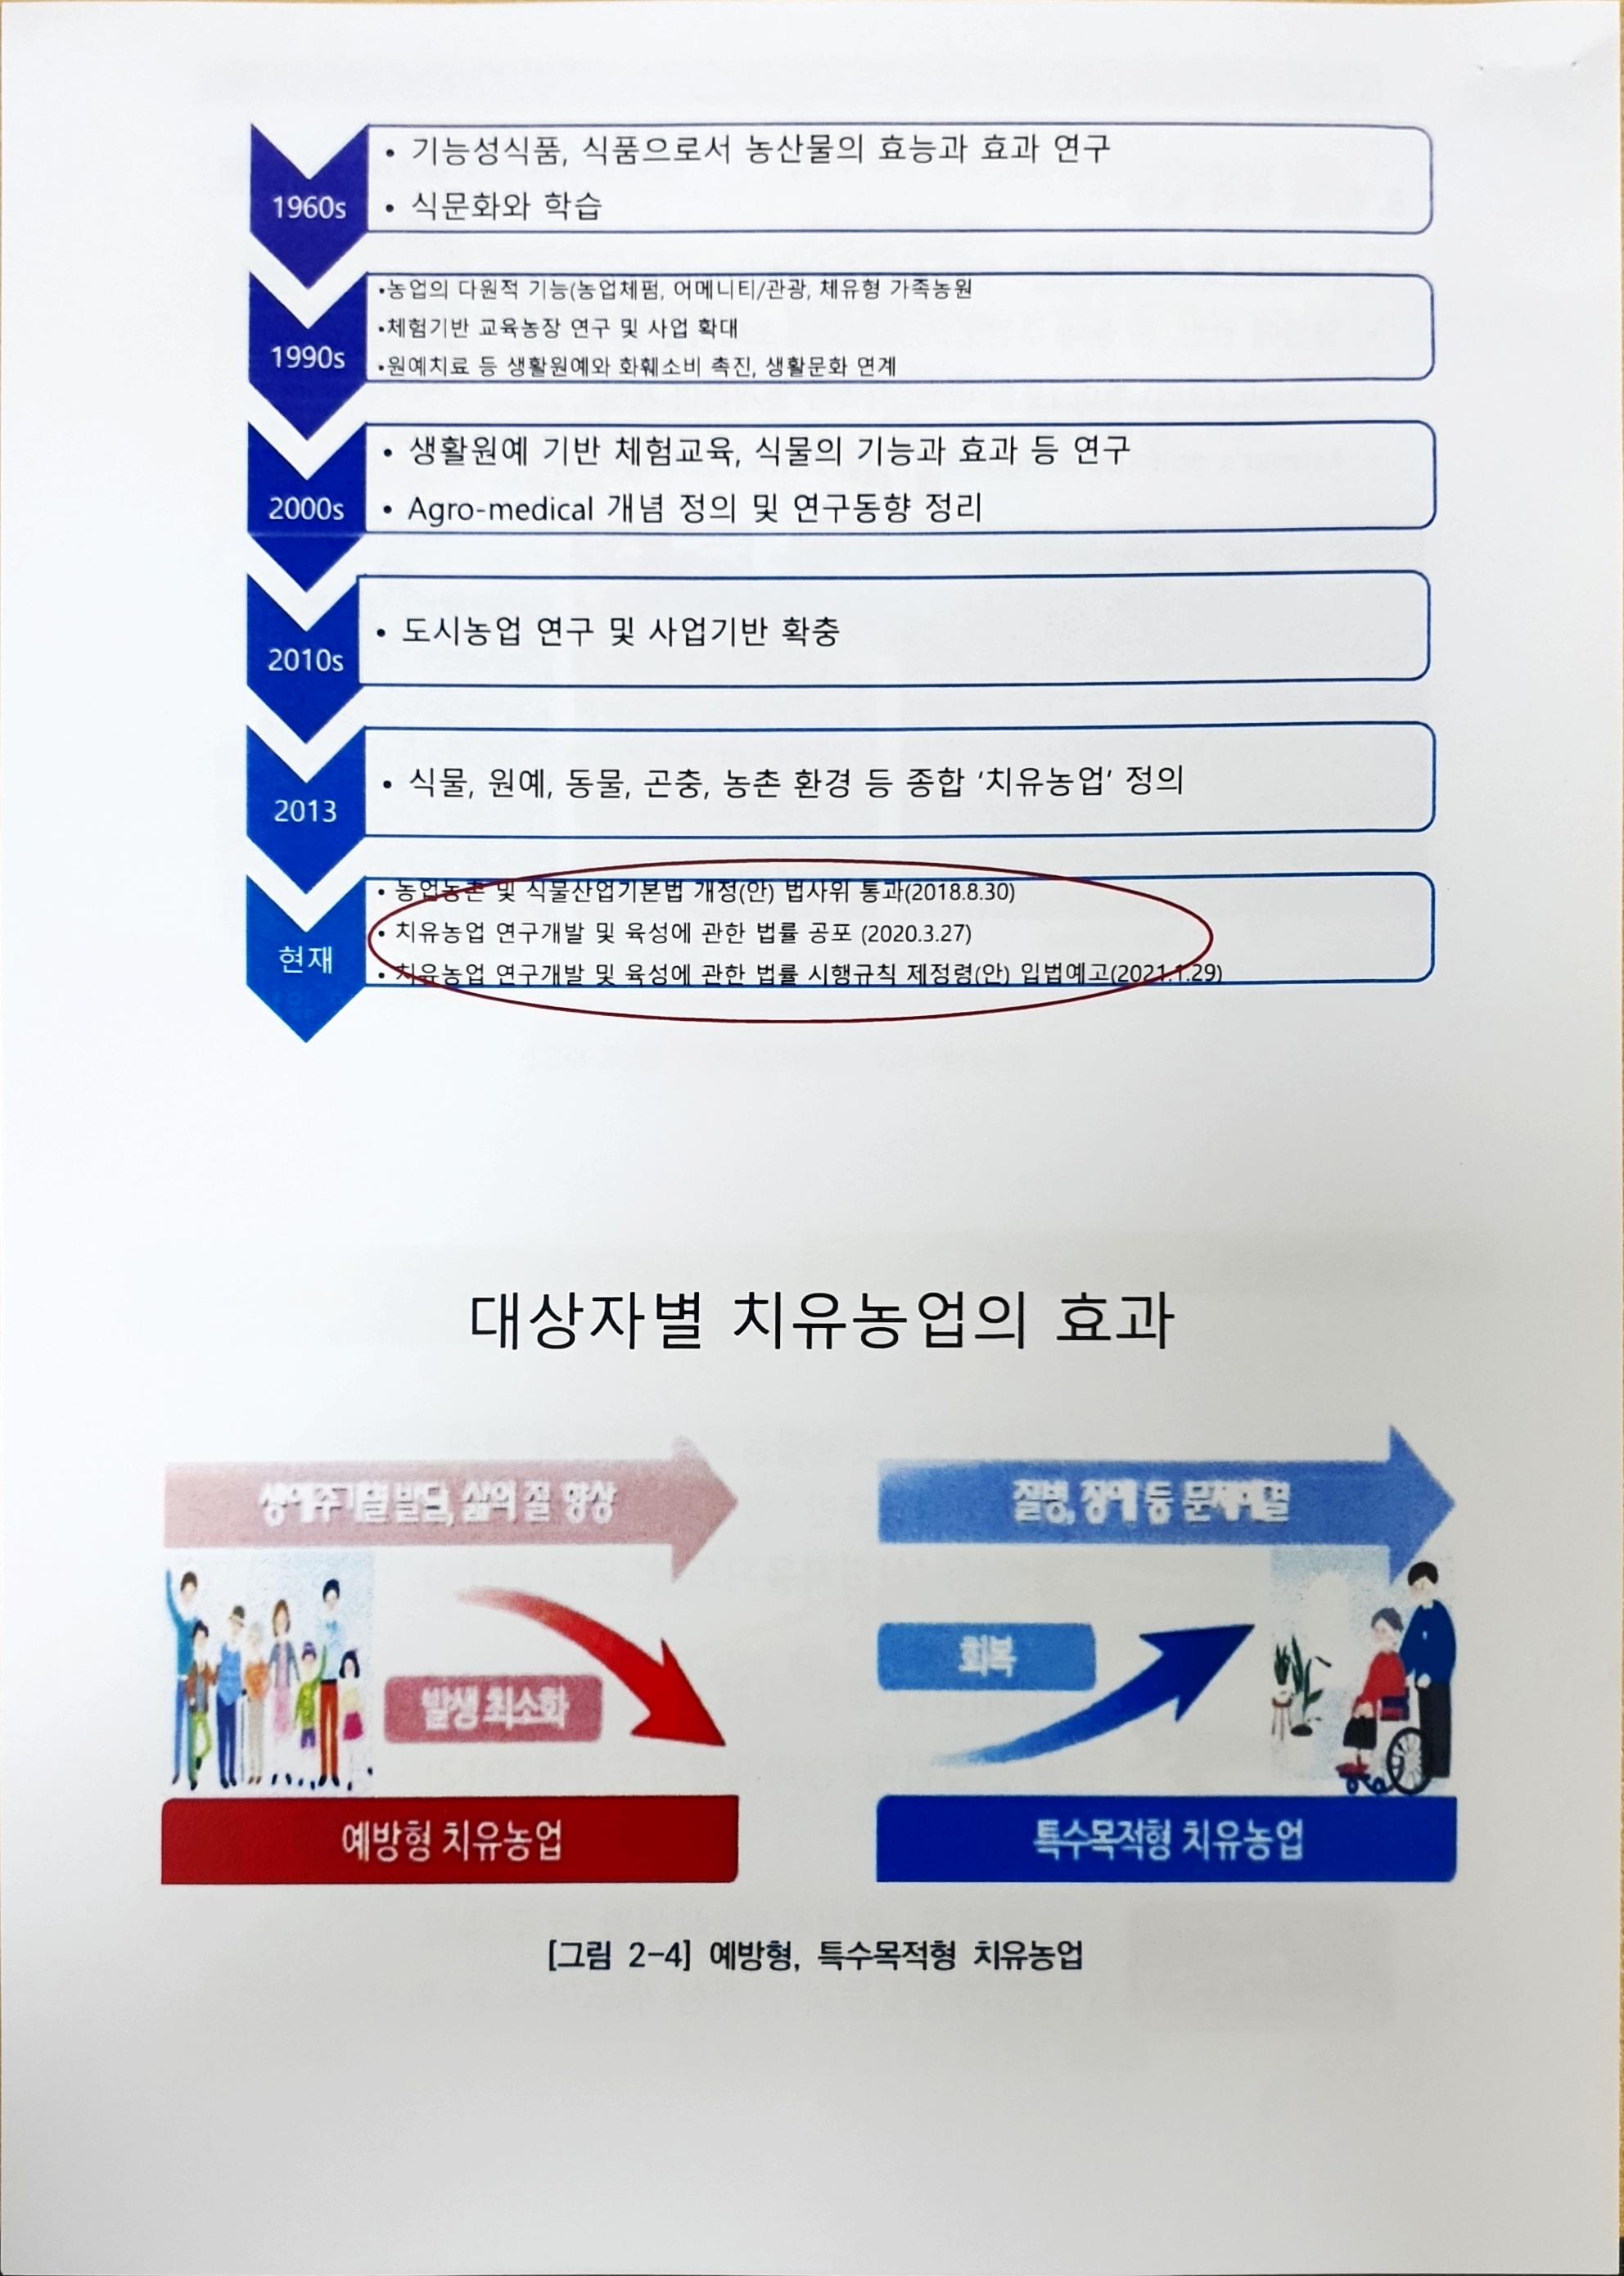 1960s
• 기능성식품, 식품으로서 농산물의 효능과 효과 연구
• 식문화와 학습
1990s
•농업의 다원적 기능(농업체펌, 어메니티/관광, 체유형 가족농원
•체험기반 교육농장 연구 및 사업 확대
•원예치료 등 생활원예와 화훼소비 촉진, 생활문화 연계
2000s
• 생활원예 기반 체험교육, 식물의 기능과 효과 등 연구
• Agro-medical 개념 정의 및 연구동향 정리
2010s
• 도시농업 연구 및 사업기반 확충
2013
• 식물, 원예, 동물, 곤충, 농촌 환경 등 종합 ‘치유농업’ 정의
현재
• 농업농촌 및 식물산업기본법 개정(안) 법사위 통과(2018.8.30)
• 치유농업 연구개발 및 육성에 관한 법률 공포 (2020.3.27)
• 치유농업 연구개발 및 육성에 관한 법률 시행규칙 제정령(안) 입법예고(2021.1.29)
대상자별 치유농업의 효과
생애주기별 발달, 삶의 질 향상
질병, 장애 등 문제해결
회복
발생 최소화
예방형 치유농업
특수목적형 치유농업
[그림 2-4] 예방형, 특수목적형 치유농업